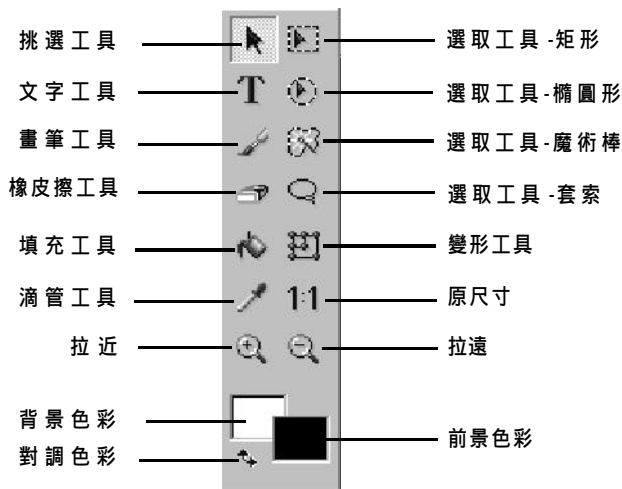 挑選工具
選取工具-矩形
文字工具
T
選取工具-橢圓形
畫筆工具
選取工具-魔術棒
橡皮擦工具
選取工具-套索
填充工具
變形工具
滴管工具
1:1
原尺寸
拉近
拉遠
背景色彩
前景色彩
對調色彩